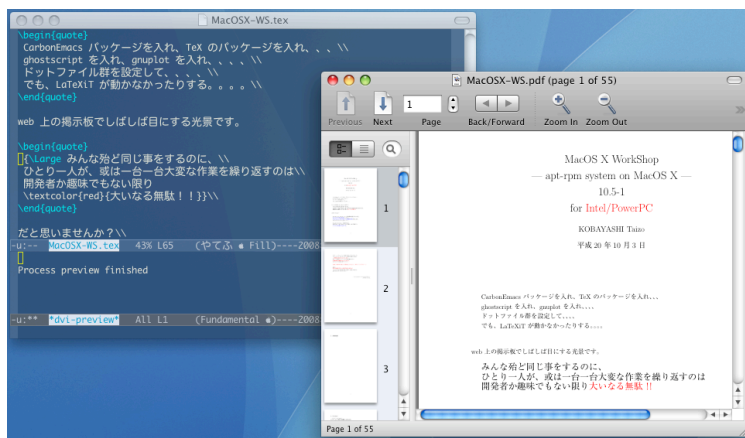 MacOSX-WS.tex
\begin{quote}
CarbonEmacs パッケージを入れ、TeX のパッケージを入れ、、、\\
ghostscript を入れ、gnuplot を入れ、、、、\\
ドットファイル群を設定して、、、、\\
でも、LaTeXiT が動かなかったりする。。。。\\
\end{quote}
web 上の掲示板でしばしば目にする光景です。
\begin{quote}
{\Large みんな殆ど同じ事をするのに、\\
ひとり一人が、或は一台一台大変な作業を繰り返すのは\\
開発者か趣味でもない限り
\textcolor{red}{大いなる無駄！！}}\\
\end{quote}
だと思いませんか？\\
-u:-- MacOSX-WS.tex 43% L65 (やてふ Fill)----2008
Process preview finished
-u:** *dvi-preview* All L1 (Fundamental)----2008
MacOSX-WS.pdf (page 1 of 55)
1
Previous Next Page Back/Forward Zoom In Zoom Out
1
2
3
MacOS X WorkShop
— apt-rpm system on MacOS X —
10.5-1
for Intel/PowerPC
KOBAYASHI Taizo
平成 20 年 10 月 3 日
CarbonEmacs パッケージを入れ、TeX のパッケージを入れ、、、
ghostscript を入れ、gnuplot を入れ、、、、
ドットファイル群を設定して、、、、
でも、LaTeXiT が動かなかったりする。。。。
web 上の掲示板でしばしば目にする光景です。
みんな殆ど同じ事をするのに、
ひとり一人が、或は一台一台大変な作業を繰り返すのは
開発者か趣味でもない限り大いなる無駄 !!
Page 1 of 55